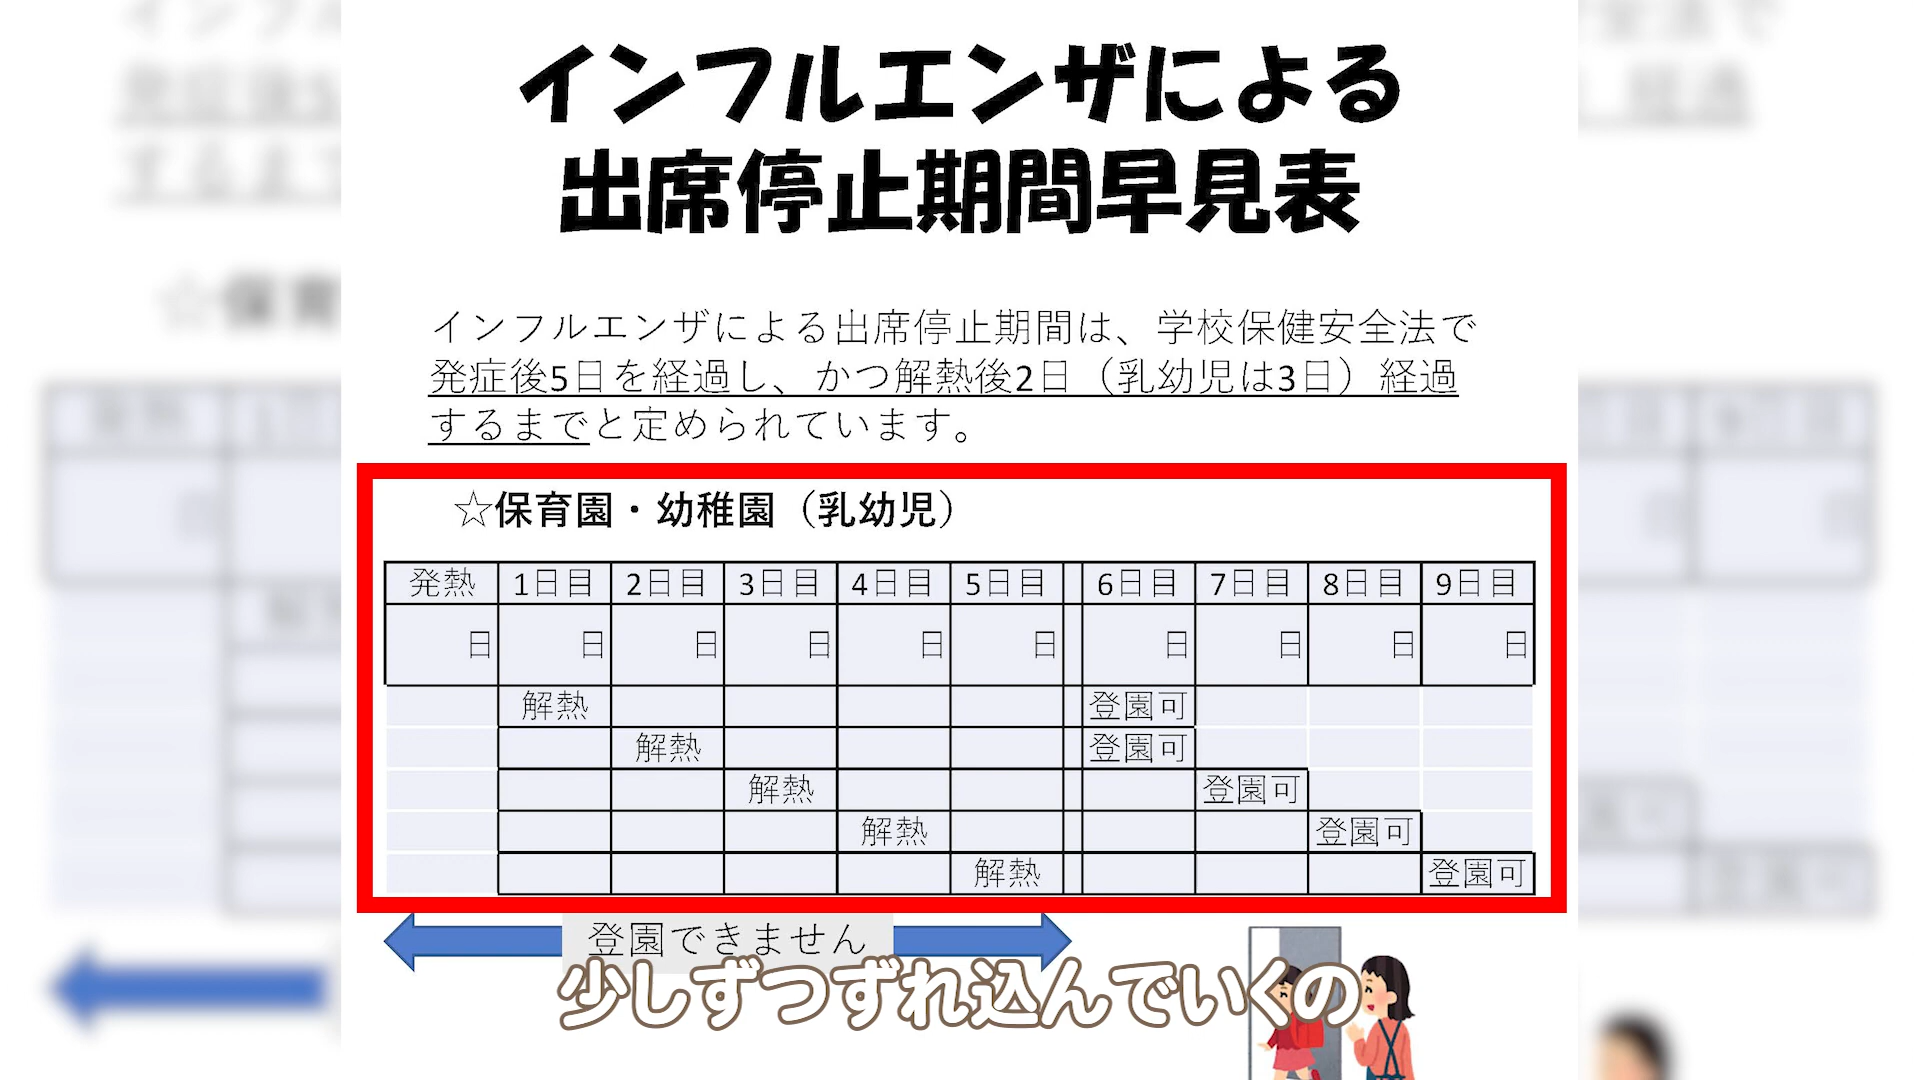 インフルエンザによる
出席停止期間早見表
インフルエンザによる出席停止期間は、学校保健安全法で
発症後5日を経過し、かつ解熱後2日（乳幼児は3日）経過
するまでと定められています。
☆保育園・幼稚園（乳幼児）
発熱 1日目 2日目 3日目 4日目 5日目 6日目 7日目 8日目 9日目
日 日 日 日 日 日 日 日 日 日
解熱 登園可
解熱 登園可
解熱 登園可
解熱 登園可
解熱 登園可
登園できません
少しずつずれ込んでいくの